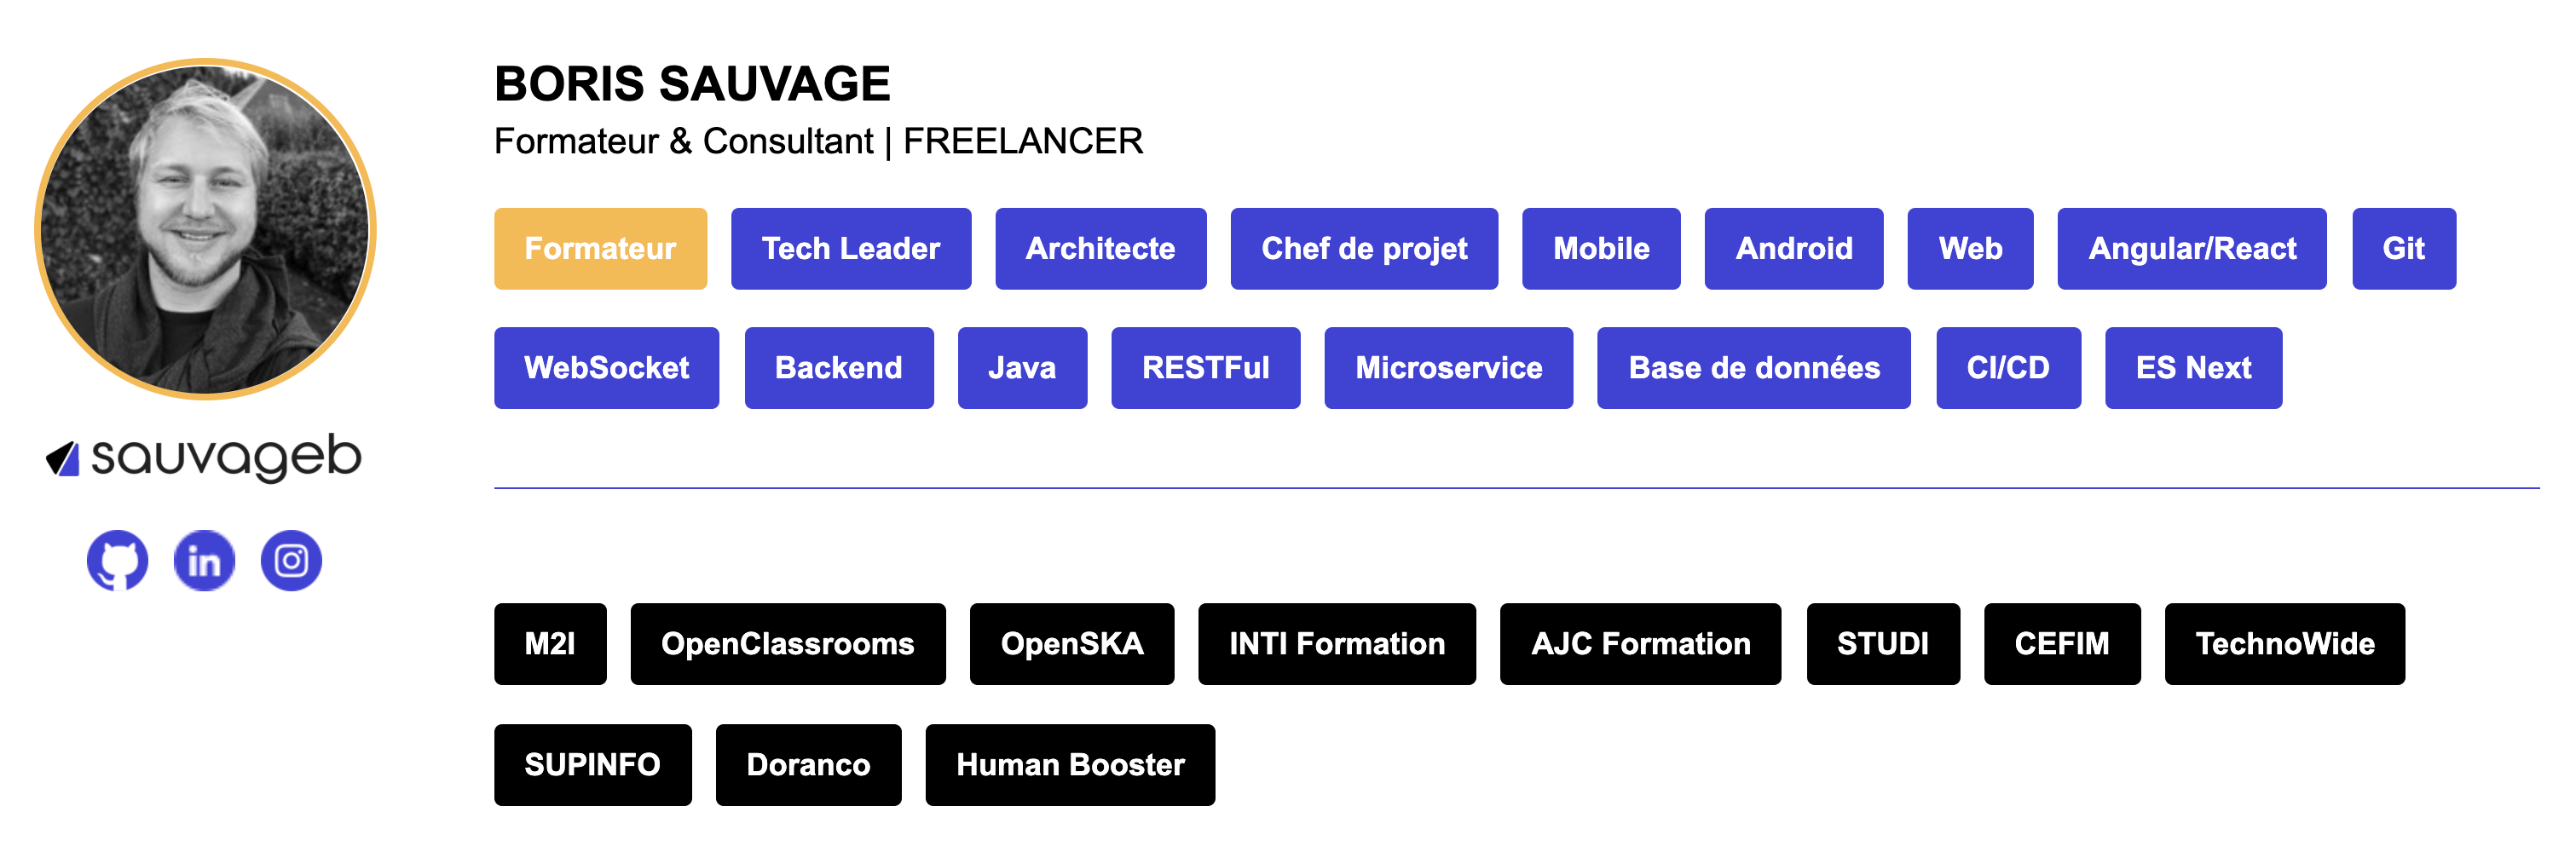 BORIS SAUVAGE
Formateur & Consultant | FREELANCER
Formateur Tech Leader Architecte Chef de projet Mobile Android Web Angular/React Git
WebSocket Backend Java RESTFul Microservice Base de données CI/CD ES Next
sauvageb
in
M2I OpenClassrooms OpenSKA INTI Formation AJC Formation STUDI CEFIM TechnoWide
SUPINFO Doranco Human Booster